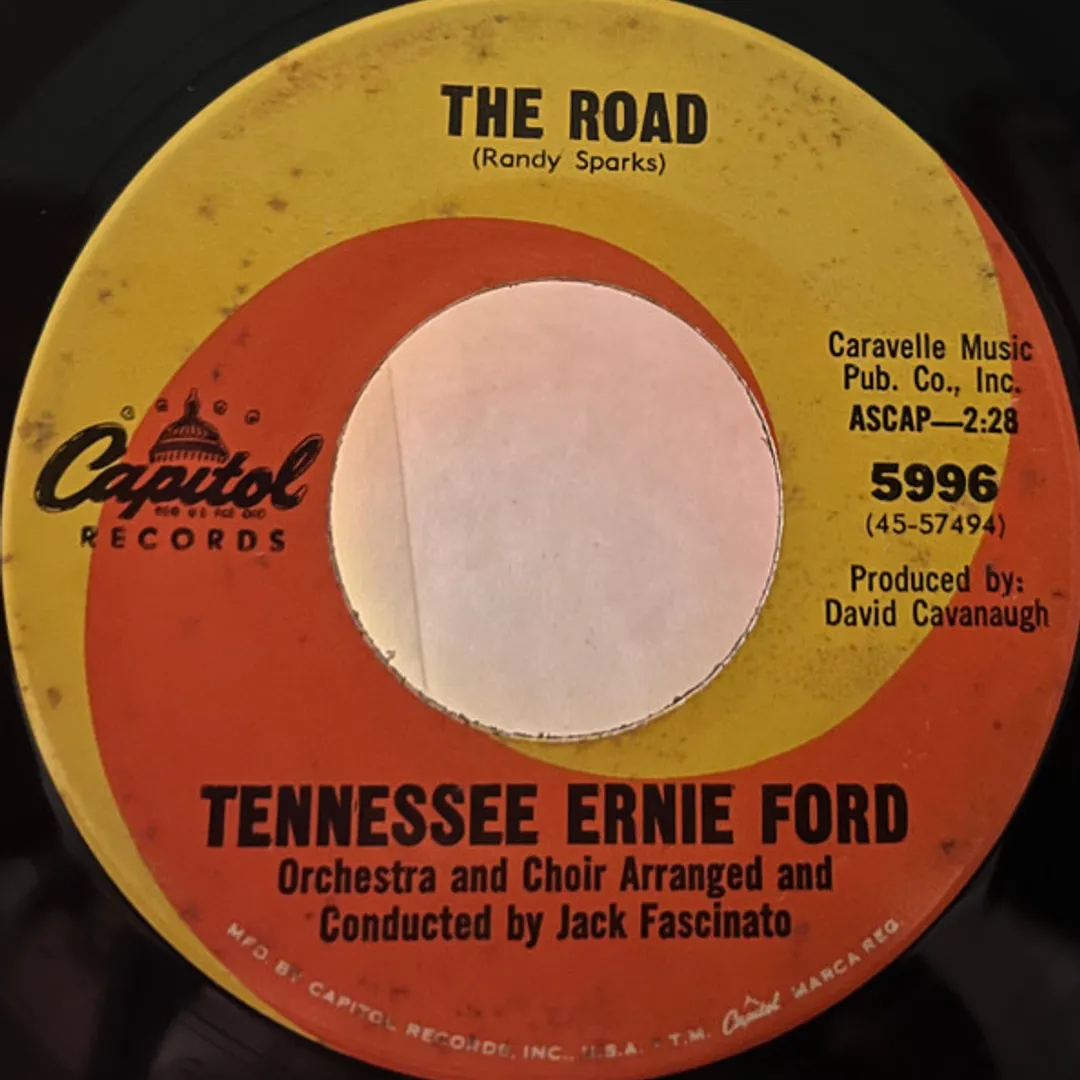 THE ROAD
(Randy Sparks)
Caravelle Music
Pub. Co., Inc.
ASCAP—2:28
5996
(45-57494)
Produced by:
David Cavanaugh
Capitol
RECORDS
TENNESSEE ERNIE FORD
Orchestra and Choir Arranged and
Conducted by Jack Fascinato
MFD. BY CAPITOL RECORDS, INC., U.S.A. • T.M. Capitol MARCA REG.